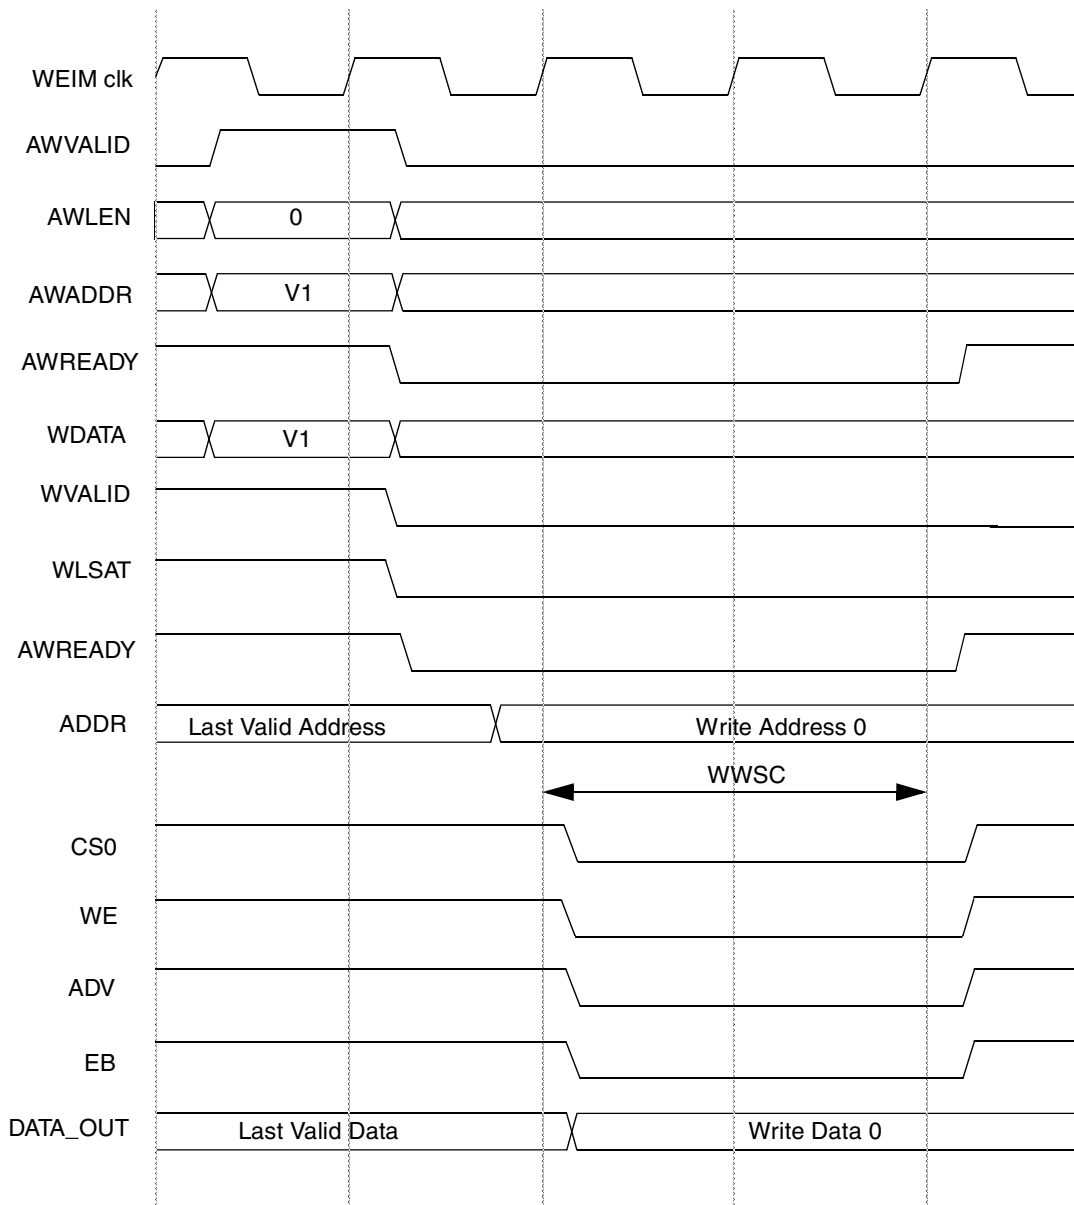 WEIM clk
AWVALID
AWLEN 0
AWADDR V1
AWREADY
WDATA V1
WVALID
WLSAT
AWREADY
ADDR Last Valid Address Write Address 0
WWSC
CS0
WE
ADV
EB
DATA_OUT Last Valid Data Write Data 0